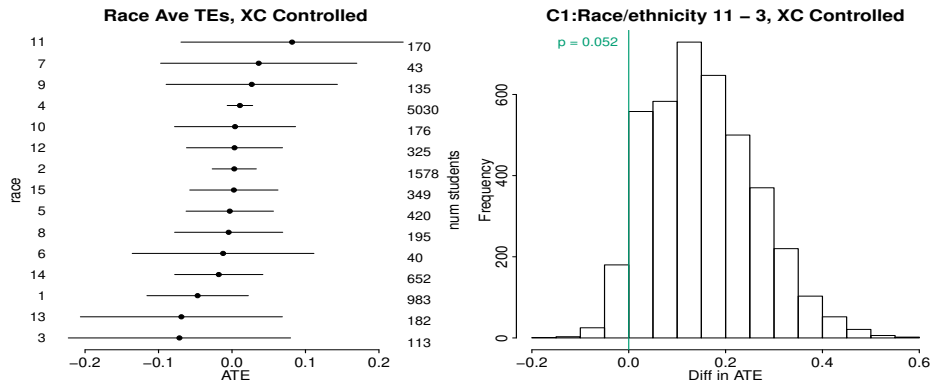 Race Ave TEs, XC Controlled
11 170
7 43
9 135
4 5030
10 176
12 325
2 1578
15 349
5 420
8 195
6 40
14 652
1 983
13 182
3 113
race
num students
−0.2 −0.1 0.0 0.1 0.2
ATE
C1:Race/ethnicity 11 − 3, XC Controlled
p = 0.052
Frequency
600
400
200
0
−0.2 0.0 0.2 0.4 0.6
Diff in ATE